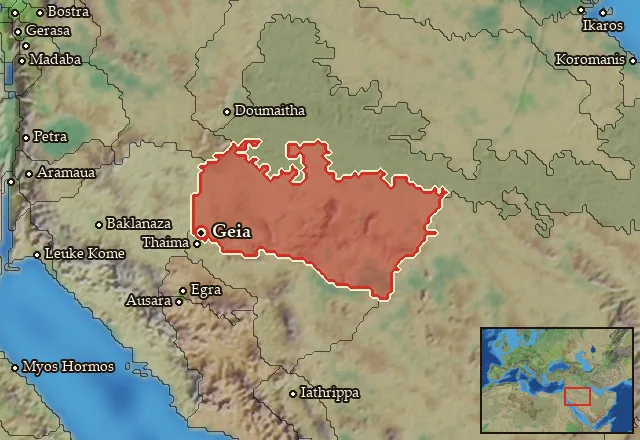 Bostra
Ikaros
Gerasa
Madaba
Koromanis
Doumaitha
Petra
Aramaua
Baklanaza
Geia
Thaima
Leuke Kome
Egra
Ausara
Myos Hormos
Iathrippa